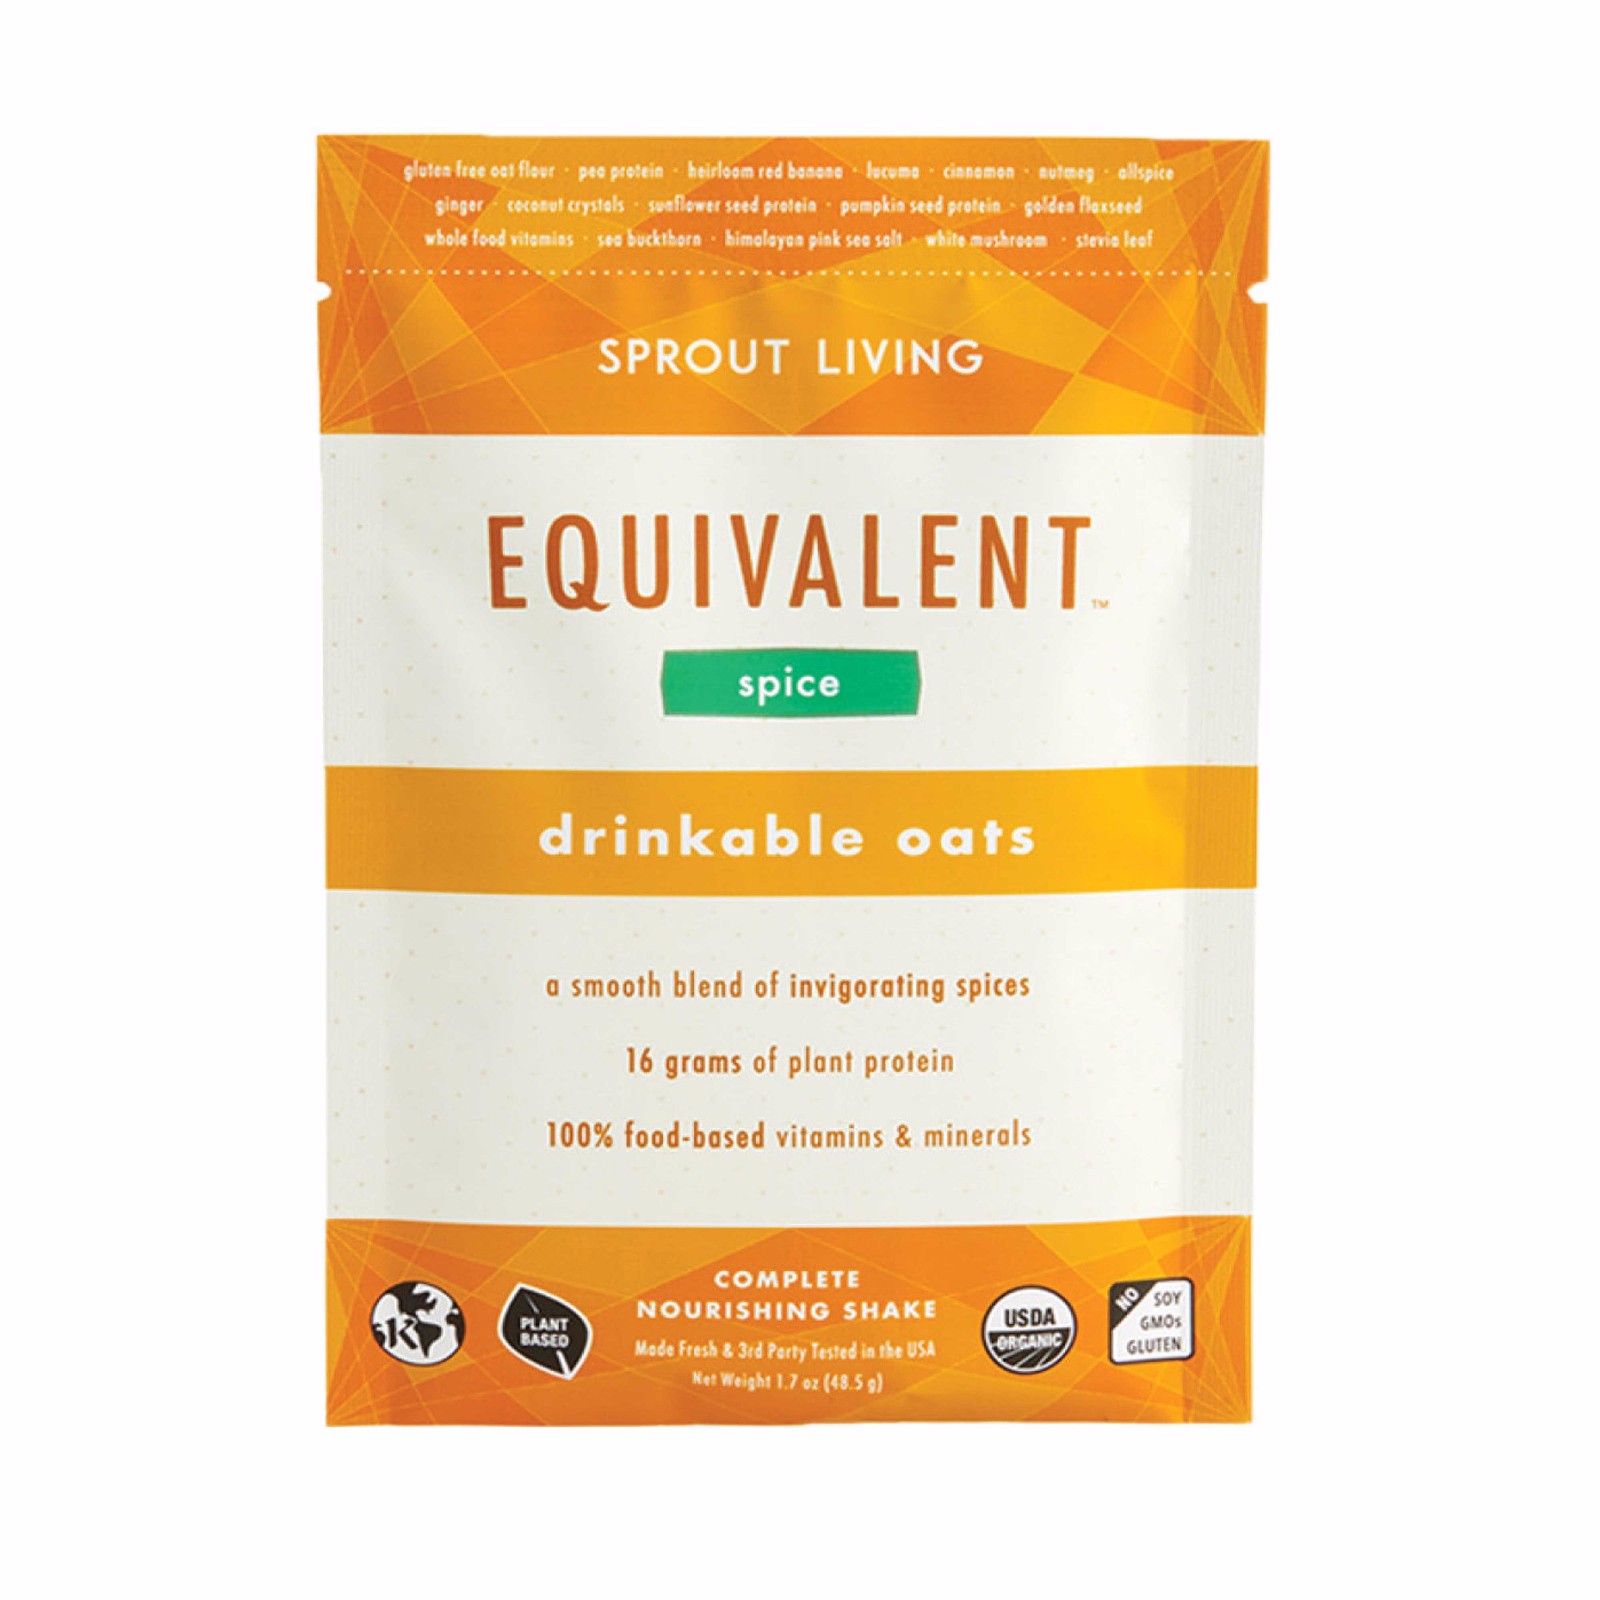 gluten free oat flour · pea protein · heirloom red banana · lucuma · cinnamon · nutmeg · allspice
ginger · coconut crystals · sunflower seed protein · pumpkin seed protein · golden flaxseed
whole food vitamins · sea buckthorn · himalayan pink sea salt · white mushroom · stevia leaf
SPROUT LIVING
EQUIVALENT™
spice
drinkable oats
a smooth blend of invigorating spices
16 grams of plant protein
100% food-based vitamins & minerals
K
PLANT
BASED
COMPLETE
NOURISHING SHAKE
Made Fresh & 3rd Party Tested in the USA
Net Weight 1.7 oz (48.5 g)
USDA
ORGANIC
NO
SOY
GMOs
GLUTEN